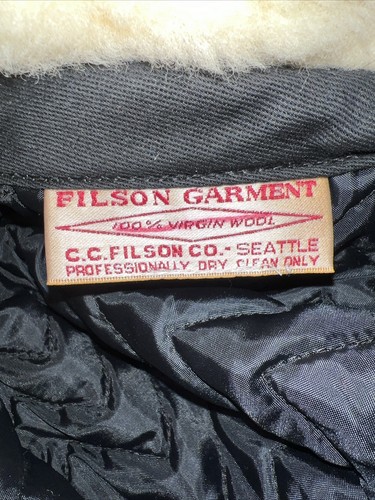 FILSON GARMENT
100% VIRGIN WOOL
C.C. FILSON CO. - SEATTLE
PROFESSIONALLY DRY CLEAN ONLY